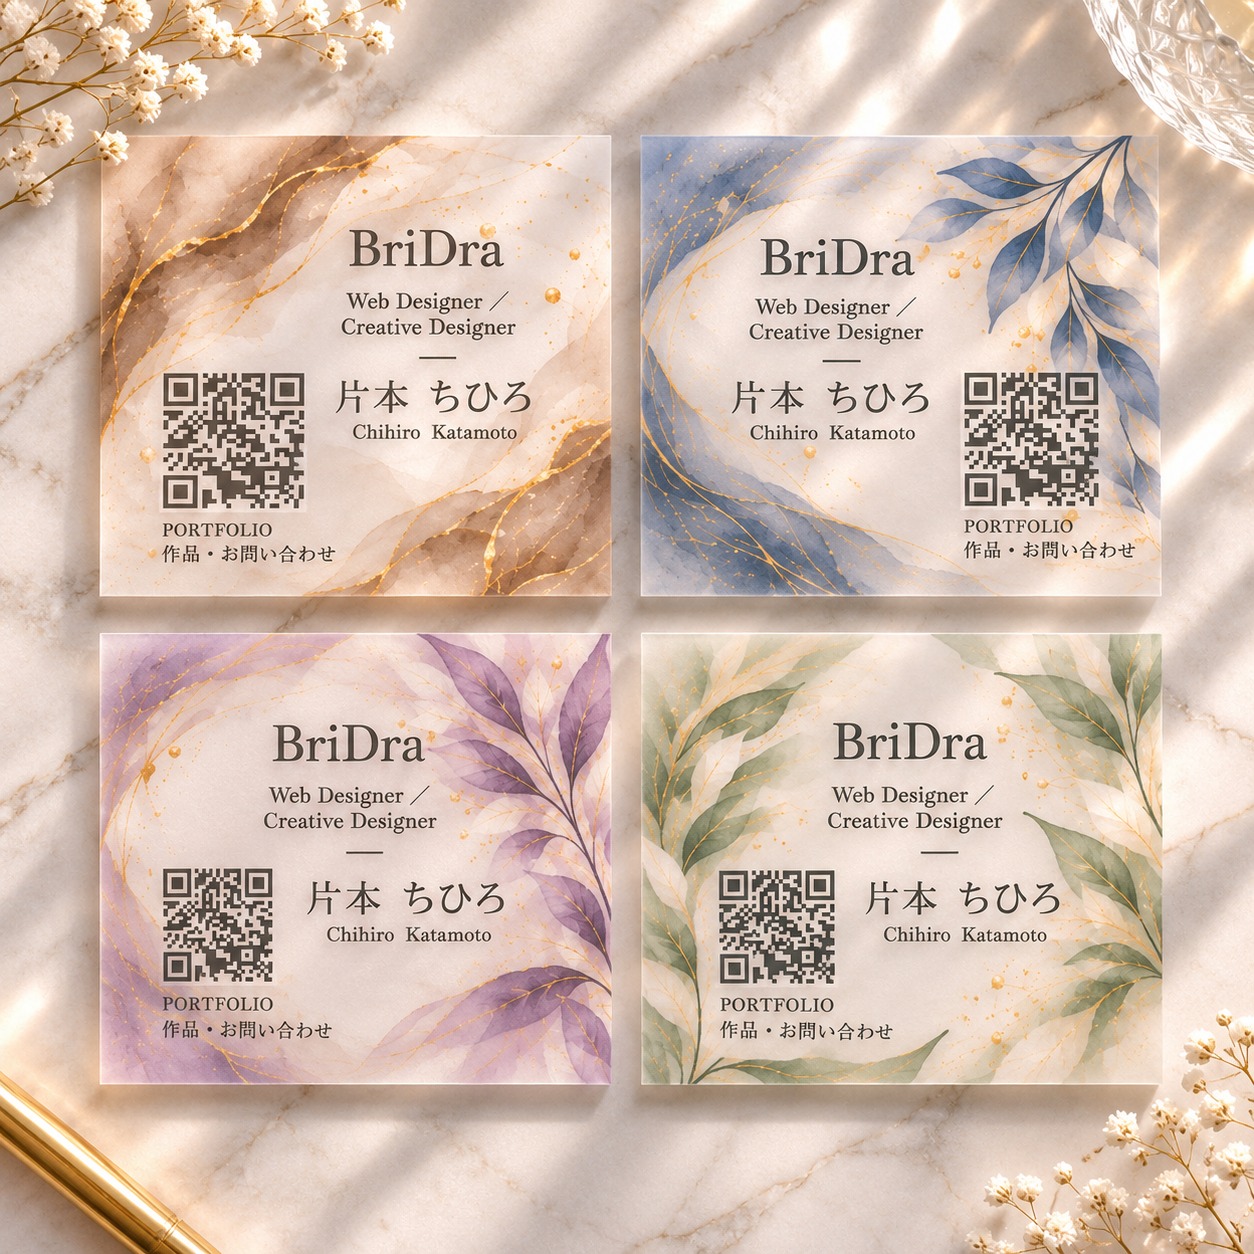 BriDra
Web Designer ／
Creative Designer
片本 ちひろ
Chihiro Katamoto
PORTFOLIO
作品・お問い合わせ
BriDra
Web Designer ／
Creative Designer
片本 ちひろ
Chihiro Katamoto
PORTFOLIO
作品・お問い合わせ
BriDra
Web Designer ／
Creative Designer
片本 ちひろ
Chihiro Katamoto
PORTFOLIO
作品・お問い合わせ
BriDra
Web Designer ／
Creative Designer
片本 ちひろ
Chihiro Katamoto
PORTFOLIO
作品・お問い合わせ